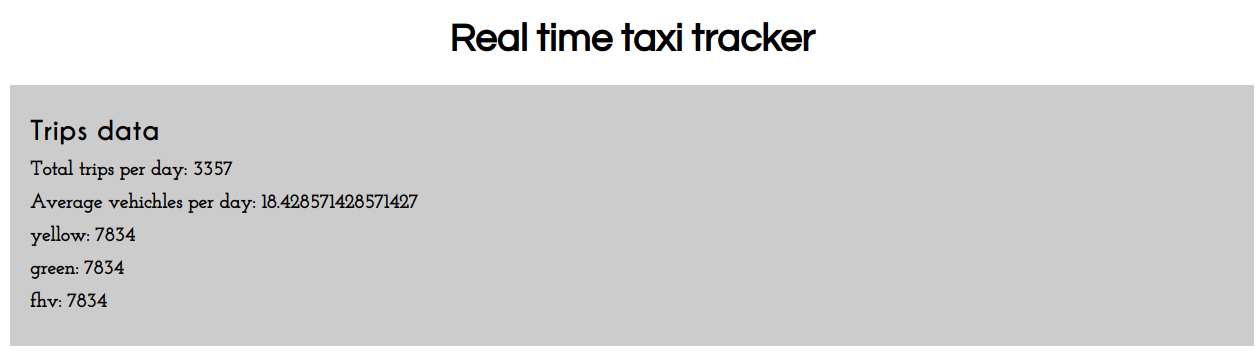 Real time taxi tracker
Trips data
Total trips per day: 3357
Average vehichles per day: 18.428571428571427
yellow: 7834
green: 7834
fhv: 7834